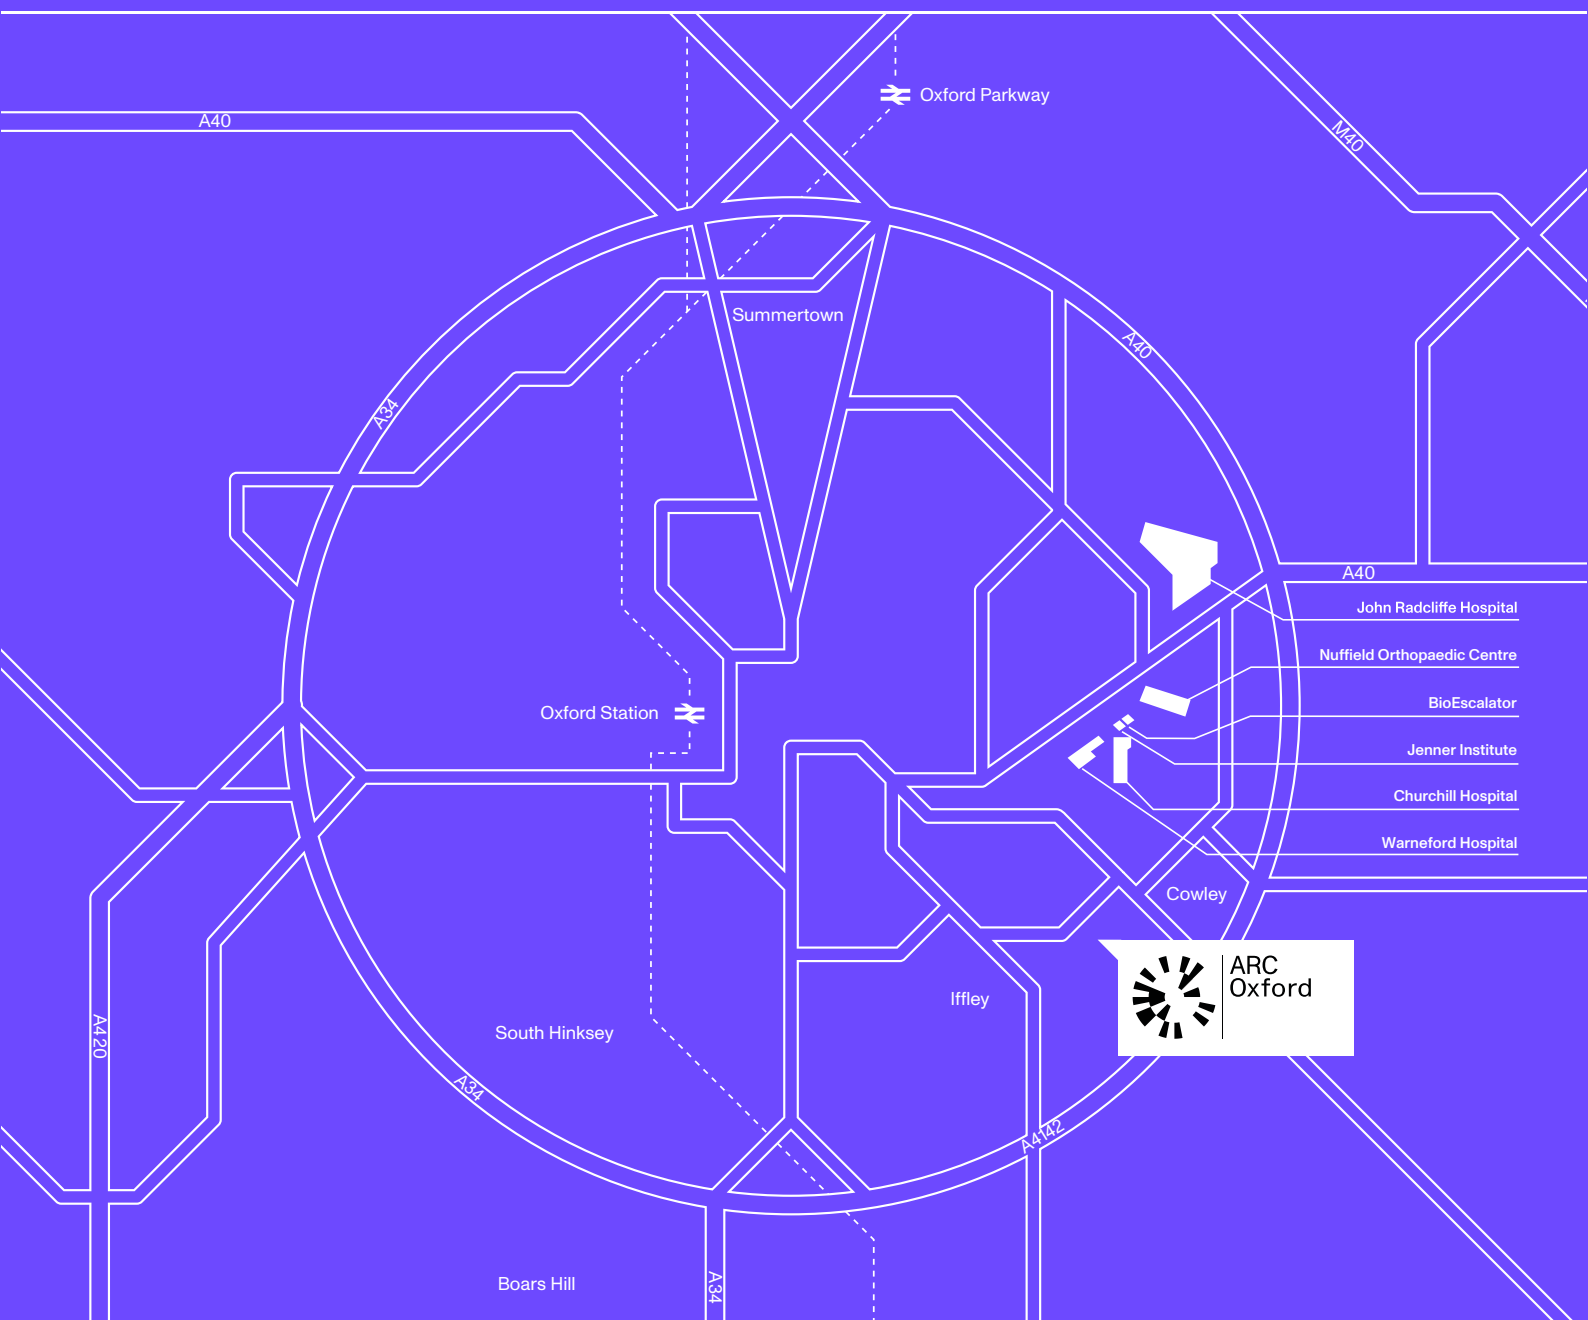 Oxford Parkway
A40
M40
Summertown
A40
A34
A40
John Radcliffe Hospital
Nuffield Orthopaedic Centre
BioEscalator
Oxford Station
Jenner Institute
Churchill Hospital
Warneford Hospital
Cowley
ARC
Oxford
Iffley
South Hinksey
A420
A34
A4142
Boars Hill
A34